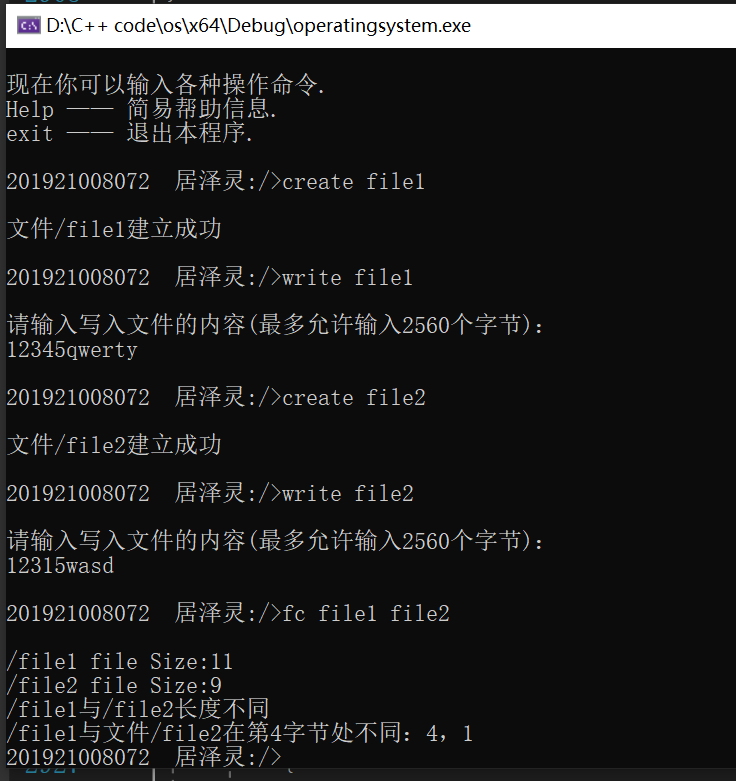 D:\C++ code\os\x64\Debug\operatingsystem.exe
现在你可以输入各种操作命令.
Help —— 简易帮助信息.
exit —— 退出本程序.
201921008072  居泽灵:/>create file1
文件/file1建立成功
201921008072  居泽灵:/>write file1
请输入写入文件的内容(最多允许输入2560个字节):
12345qwerty
201921008072  居泽灵:/>create file2
文件/file2建立成功
201921008072  居泽灵:/>write file2
请输入写入文件的内容(最多允许输入2560个字节):
12315wasd
201921008072  居泽灵:/>fc file1 file2
/file1 file Size:11
/file2 file Size:9
/file1与/file2长度不同
/file1与文件/file2在第4字节处不同: 4, 1
201921008072  居泽灵:/>